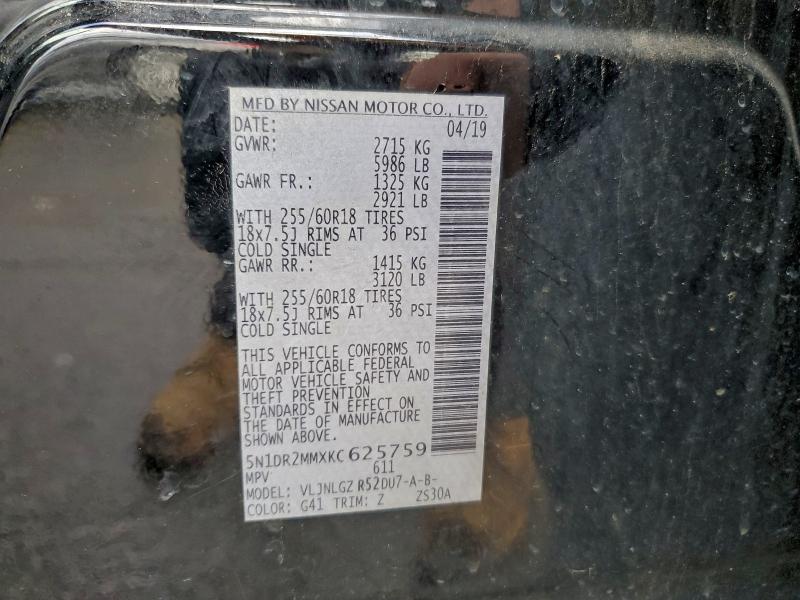 MFD BY NISSAN MOTOR CO., LTD.
DATE: 04/19
GVWR: 2715 KG
5986 LB
GAWR FR.: 1325 KG
2921 LB
WITH 255/60R18 TIRES
18x7.5J RIMS AT 36 PSI
COLD SINGLE
GAWR RR.: 1415 KG
3120 LB
WITH 255/60R18 TIRES
18x7.5J RIMS AT 36 PSI
COLD SINGLE
THIS VEHICLE CONFORMS TO
ALL APPLICABLE FEDERAL
MOTOR VEHICLE SAFETY AND
THEFT PREVENTION
STANDARDS IN EFFECT ON
THE DATE OF MANUFACTURE
SHOWN ABOVE.
5N1DR2MMXKC625759
MPV 611
MODEL: VLJNLGZ R52DU7-A-B-
COLOR: G41 TRIM: Z ZS30A